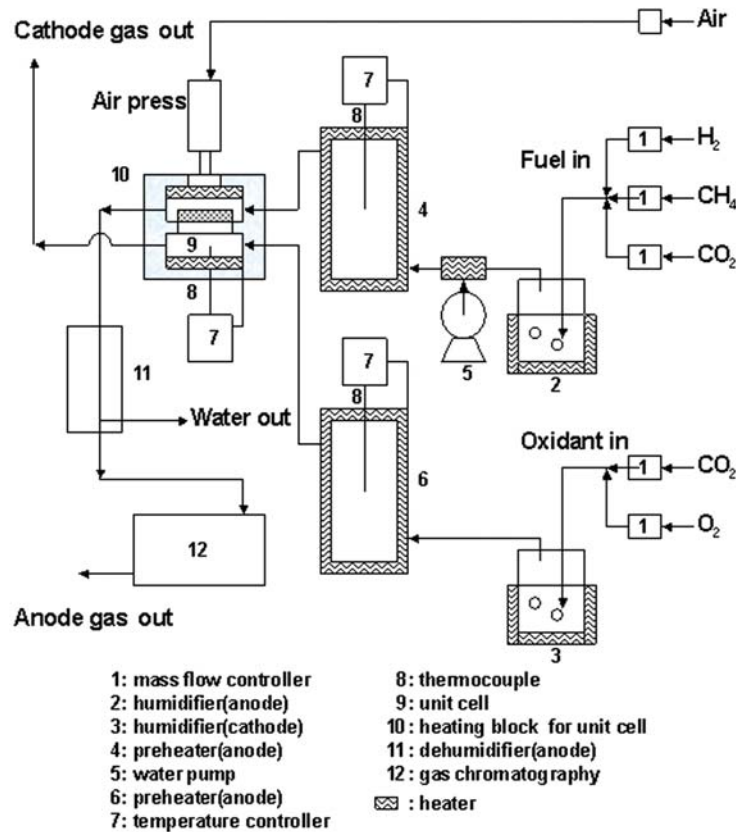 Cathode gas out
Air
Air press
7
8
1
H2
Fuel in
10
4
1
CH4
9
1
CO2
8
7
5
2
7
11
8
Water out
Oxidant in
1
CO2
6
1
O2
12
3
Anode gas out
1: mass flow controller
2: humidifier(anode)
3: humidifier(cathode)
4: preheater(anode)
5: water pump
6: preheater(anode)
7: temperature controller
8: thermocouple
9: unit cell
10: heating block for unit cell
11: dehumidifier(anode)
12: gas chromatography
: heater